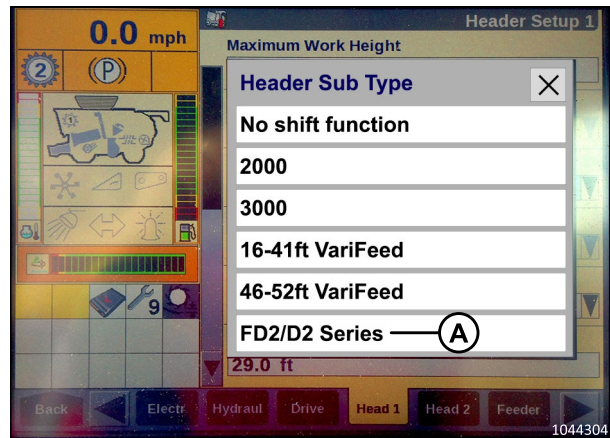 Header Setup 1
0.0 mph
Maximum Work Height
2
P
Header Sub Type
No shift function
2000
3000
16-41ft VariFeed
46-52ft VariFeed
FD2/D2 Series
A
9
29.0 ft
Back
Electr
Hydraul
Drive
Head 1
Head 2
Feeder
1044304